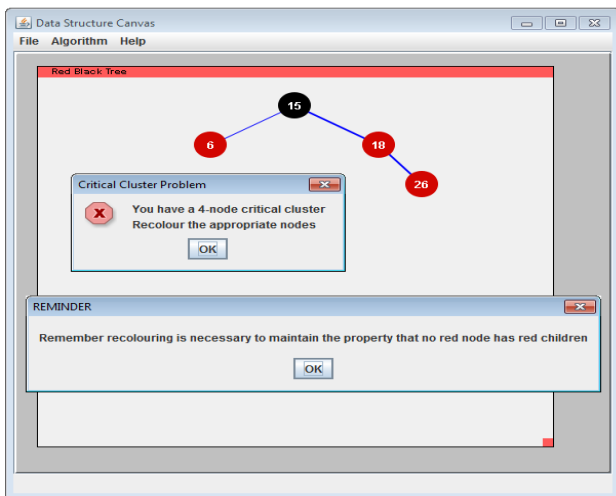 Data Structure Canvas
File Algorithm Help
Red Black Tree
15
6
18
26
Critical Cluster Problem
X
You have a 4-node critical cluster
Recolour the appropriate nodes
OK
REMINDER
Remember recolouring is necessary to maintain the property that no red node has red children
OK